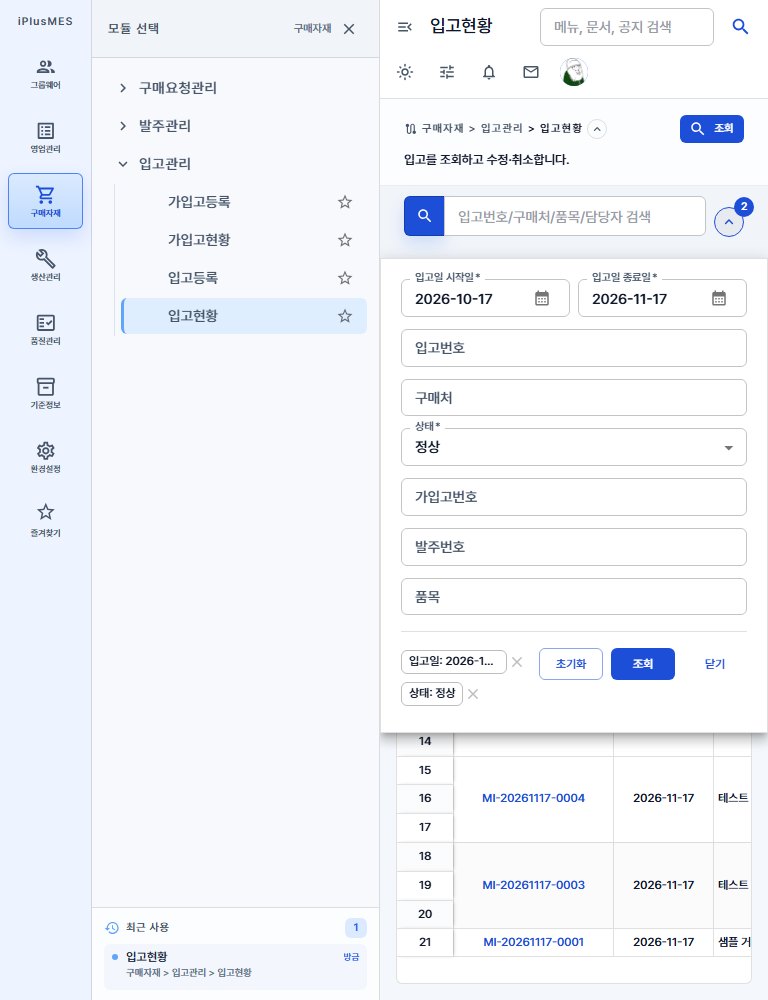 iPlusMES
그룹웨어
영업관리
구매자재
생산관리
품질관리
기준정보
환경설정
즐겨찾기
모듈 선택
구매자재
구매요청관리
발주관리
입고관리
가입고등록
가입고현황
입고등록
입고현황
최근 사용
1
입고현황
방금
구매자재 > 입고관리 > 입고현황
입고현황
메뉴, 문서, 공지 검색
구매자재 > 입고관리 > 입고현황
조회
입고를 조회하고 수정·취소합니다.
입고번호/구매처/품목/담당자 검색
2
입고일 시작일 *
2026-10-17
입고일 종료일 *
2026-11-17
입고번호
구매처
상태 *
정상
가입고번호
발주번호
품목
입고일: 2026-1...
상태: 정상
초기화
조회
닫기
14
15
16 MI-20261117-0004 2026-11-17 테스트
17
18
19 MI-20261117-0003 2026-11-17 테스트
20
21 MI-20261117-0001 2026-11-17 샘플 거